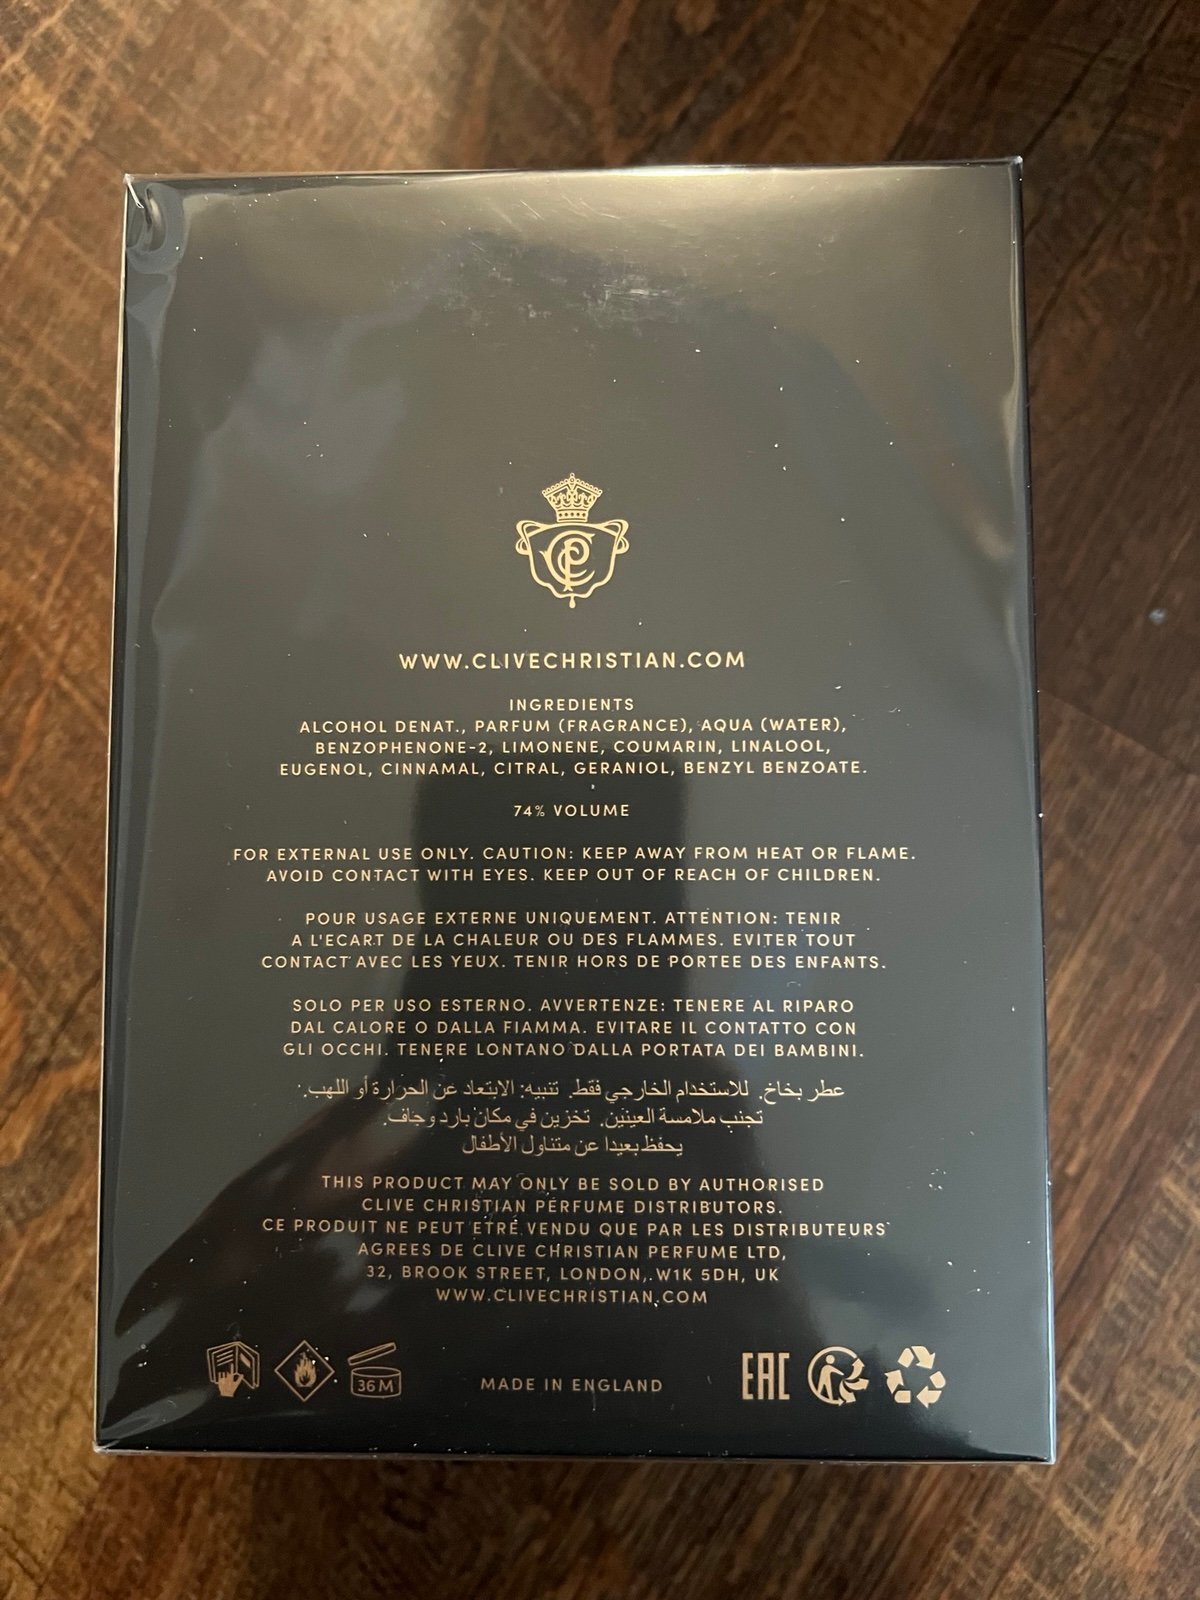 WWW.CLIVECHRISTIAN.COM
INGREDIENTS
ALCOHOL DENAT., PARFUM (FRAGRANCE), AQUA (WATER),
BENZOPHENONE-2, LIMONENE, COUMARIN, LINALOOL,
EUGENOL, CINNAMAL, CITRAL, GERANIOL, BENZYL BENZOATE.
74% VOLUME
FOR EXTERNAL USE ONLY. CAUTION: KEEP AWAY FROM HEAT OR FLAME.
AVOID CONTACT WITH EYES. KEEP OUT OF REACH OF CHILDREN.
POUR USAGE EXTERNE UNIQUEMENT. ATTENTION: TENIR
A L'ECART DE LA CHALEUR OU DES FLAMMES. EVITER TOUT
CONTACT AVEC LES YEUX. TENIR HORS DE PORTEE DES ENFANTS.
SOLO PER USO ESTERNO. AVVERTENZE: TENERE AL RIPARO
DAL CALORE O DALLA FIAMMA. EVITARE IL CONTATTO CON
GLI OCCHI. TENERE LONTANO DALLA PORTATA DEI BAMBINI.
عطر بخاخ. للاستخدام الخارجي فقط. تنبيه: الابتعاد عن الحرارة أو اللهب.
تجنب ملامسة العينين. تخزين في مكان بارد وجاف.
يحفظ بعيدا عن متناول الأطفال
THIS PRODUCT MAY ONLY BE SOLD BY AUTHORISED
CLIVE CHRISTIAN PERFUME DISTRIBUTORS.
CE PRODUIT NE PEUT ETRE VENDU QUE PAR LES DISTRIBUTEURS
AGREES DE CLIVE CHRISTIAN PERFUME LTD,
32, BROOK STREET, LONDON, W1K 5DH, UK
WWW.CLIVECHRISTIAN.COM
36 M MADE IN ENGLAND EAC